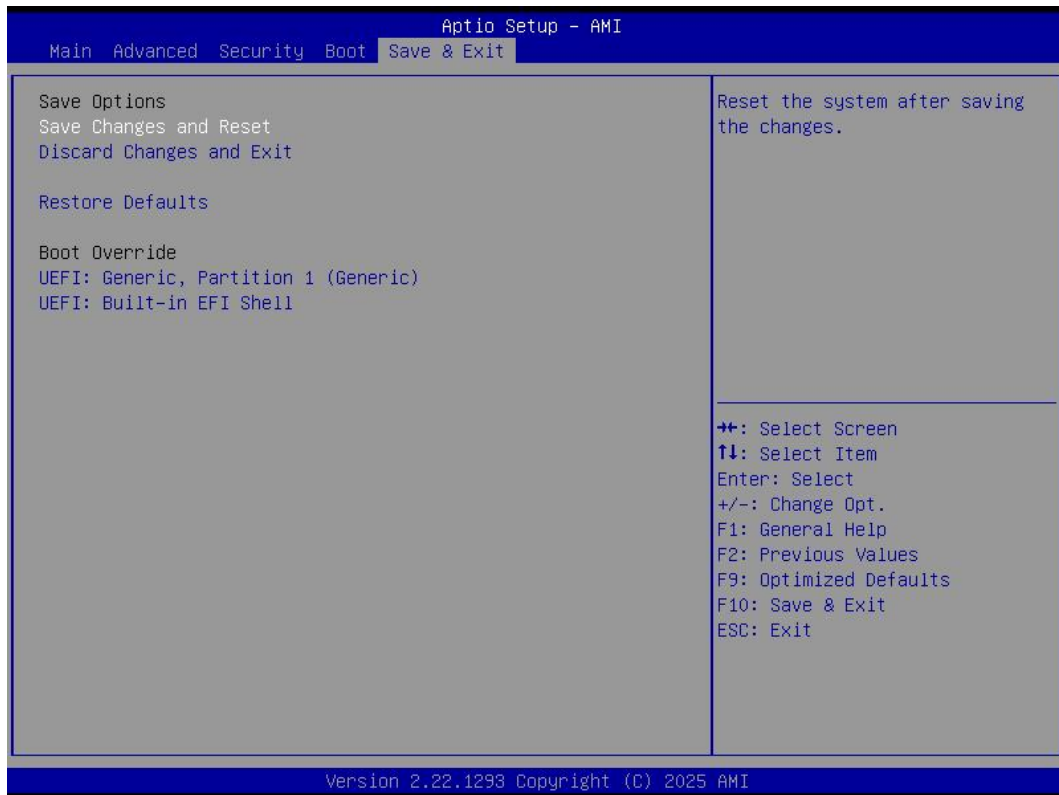 Aptio Setup – AMI
Main Advanced Security Boot Save & Exit
Save Options
Save Changes and Reset
Discard Changes and Exit
Restore Defaults
Boot Override
UEFI: Generic, Partition 1 (Generic)
UEFI: Built-in EFI Shell
Reset the system after saving
the changes.
→←: Select Screen
↑↓: Select Item
Enter: Select
+/-: Change Opt.
F1: General Help
F2: Previous Values
F9: Optimized Defaults
F10: Save & Exit
ESC: Exit
Version 2.22.1293 Copyright (C) 2025 AMI